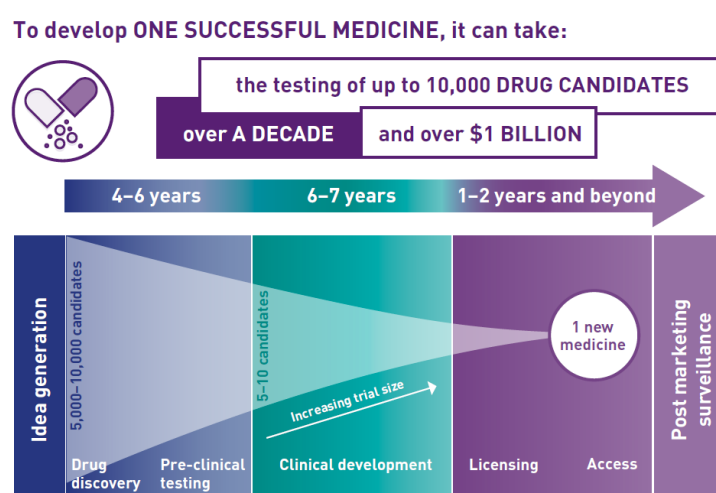 To develop ONE SUCCESSFUL MEDICINE, it can take:
the testing of up to 10,000 DRUG CANDIDATES
over A DECADE
and over $1 BILLION
4–6 years
6–7 years
1–2 years and beyond
Idea generation
5,000–10,000 candidates
Drug
discovery
Pre-clinical
testing
5-10 candidates
Increasing trial size
Clinical development
Licensing
Access
1 new
medicine
Post marketing
surveillance